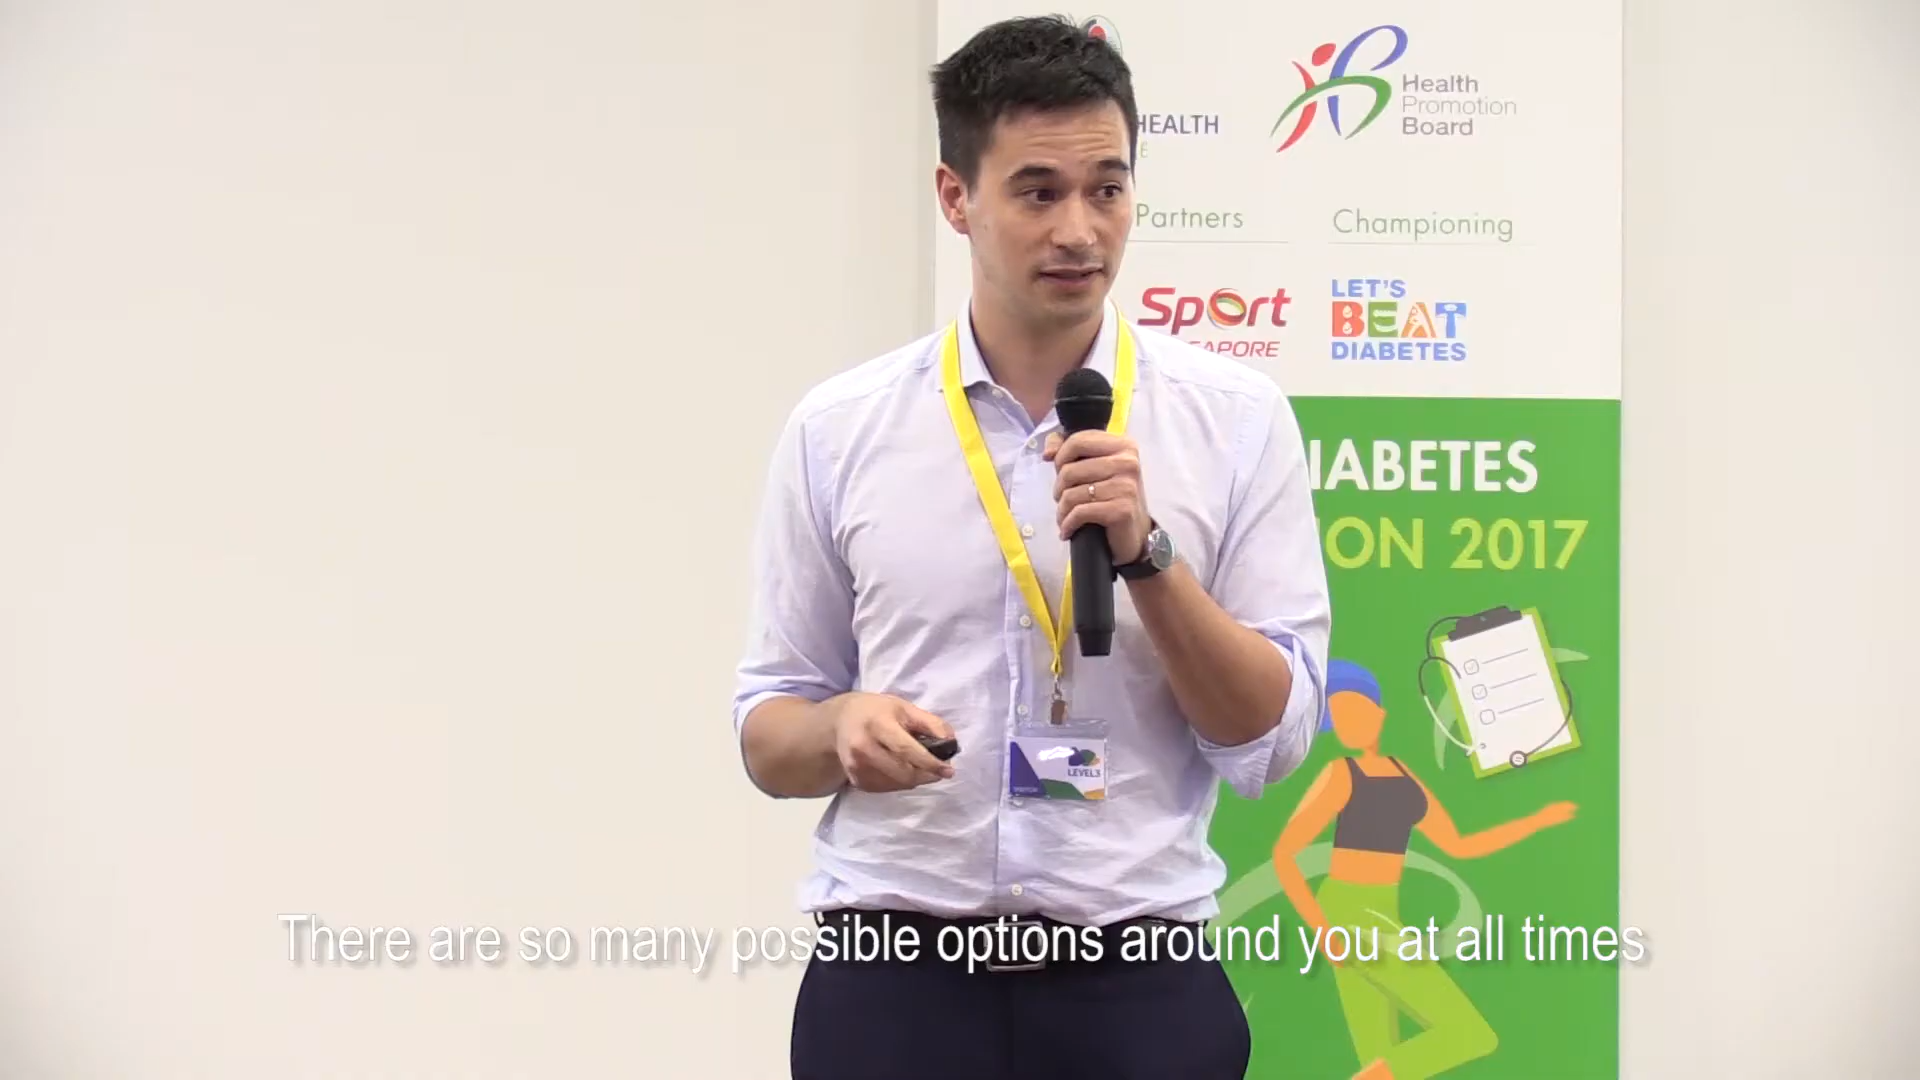 HEALTH
Health
Promotion
Board
Partners
Championing
Sport
LET'S
BEAT
DIABETES
IABETES
ION 2017
LEVEL3
There are so many possible options around you at all times